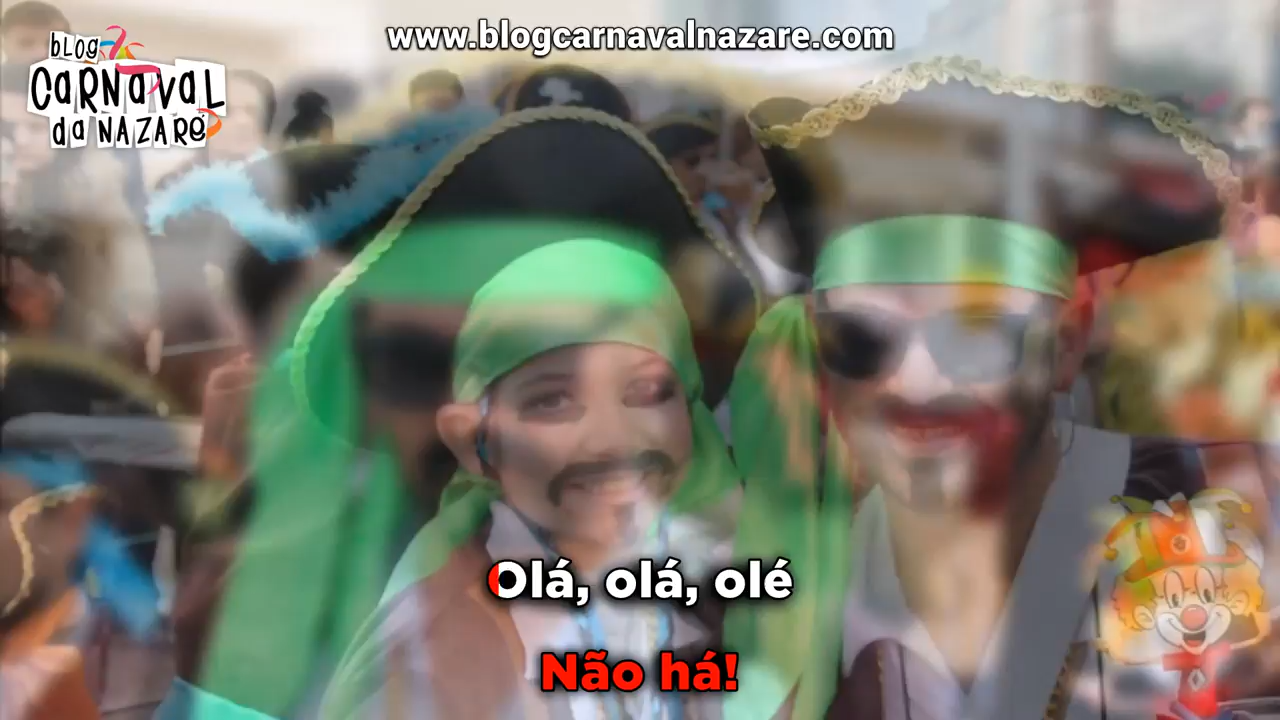 www.blogcarnavalnazare.com
BLOG
CARNAVAL
da NAZARÉ
Olá, olá, olé
Não há!